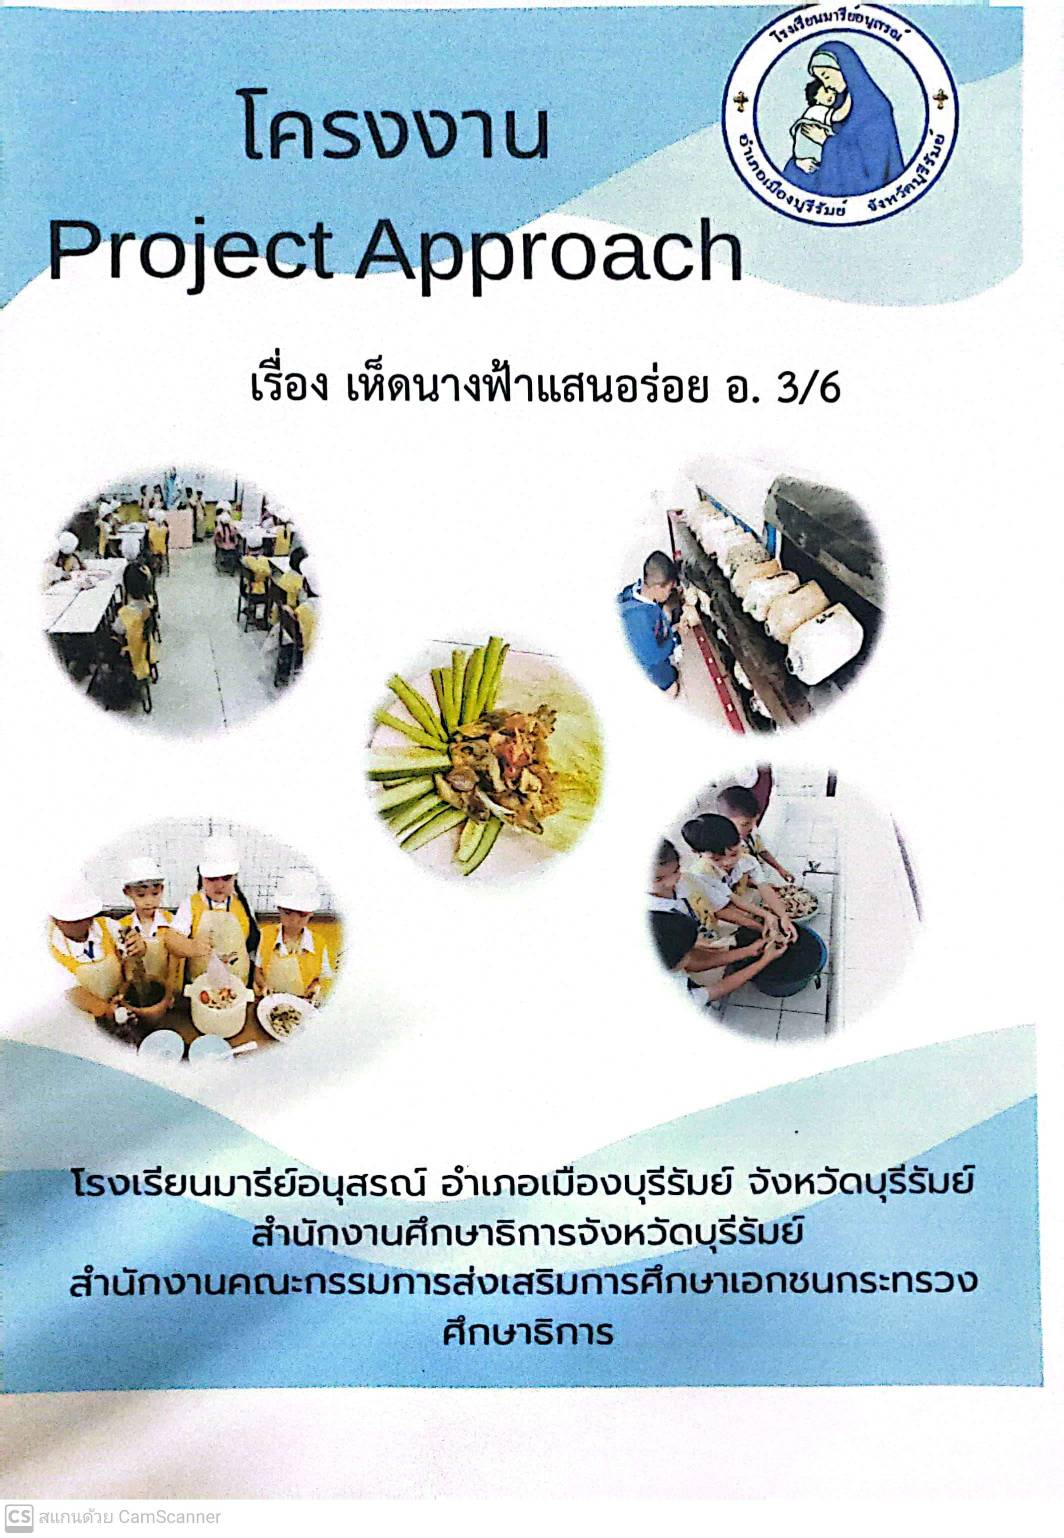 โรงเรียนมารีย์อนุสรณ์
อำเภอเมืองบุรีรัมย์ จังหวัดบุรีรัมย์
โครงงาน
Project Approach
เรื่อง เห็ดนางฟ้าแสนอร่อย อ. 3/6
โรงเรียนมารีย์อนุสรณ์ อำเภอเมืองบุรีรัมย์ จังหวัดบุรีรัมย์
สำนักงานศึกษาธิการจังหวัดบุรีรัมย์
สำนักงานคณะกรรมการส่งเสริมการศึกษาเอกชนกระทรวง
ศึกษาธิการ
CS สแกนด้วย CamScanner